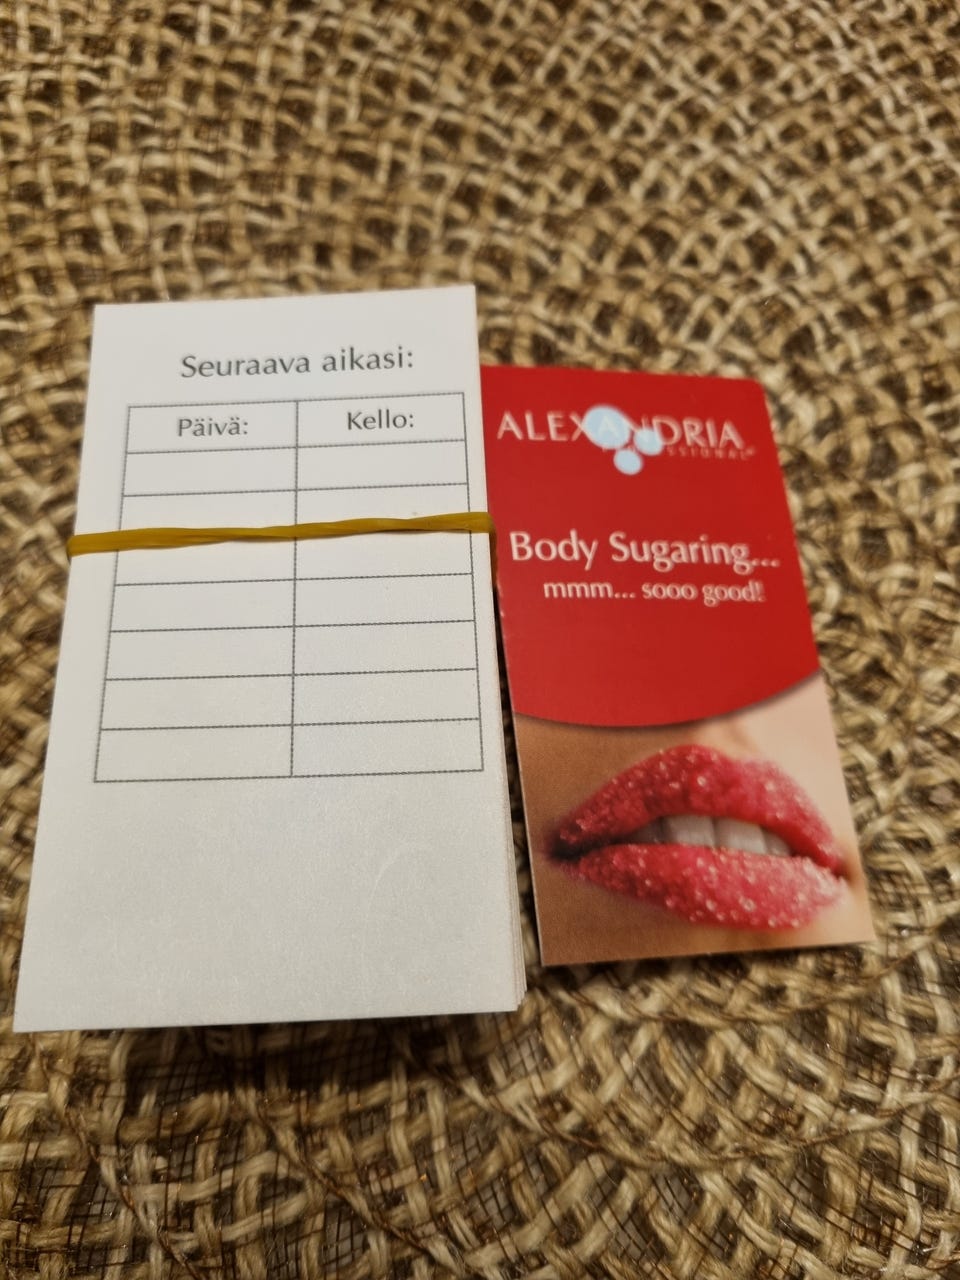 Seuraava aikasi:
Päivä: Kello:
ALEXANDRIA
Body Sugaring...
mmm... sooo good!